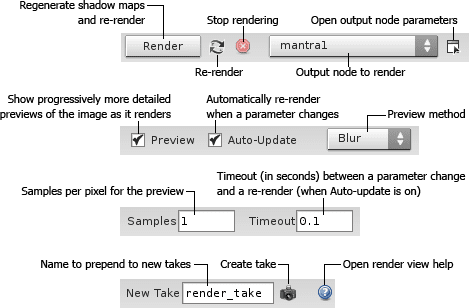 Regenerate shadow maps
and re-render
Stop rendering
Open output node parameters
Render
mantra1
Re-render
Output node to render
Show progressively more detailed
previews of the image as it renders
Automatically re-render
when a parameter changes
Preview method
Preview
Auto-Update
Blur
Samples per pixel for the preview
Timeout (in seconds) between a parameter change
and a re-render (when Auto-update is on)
Samples 1
Timeout 0.1
Name to prepend to new takes
Create take
Open render view help
New Take render_take